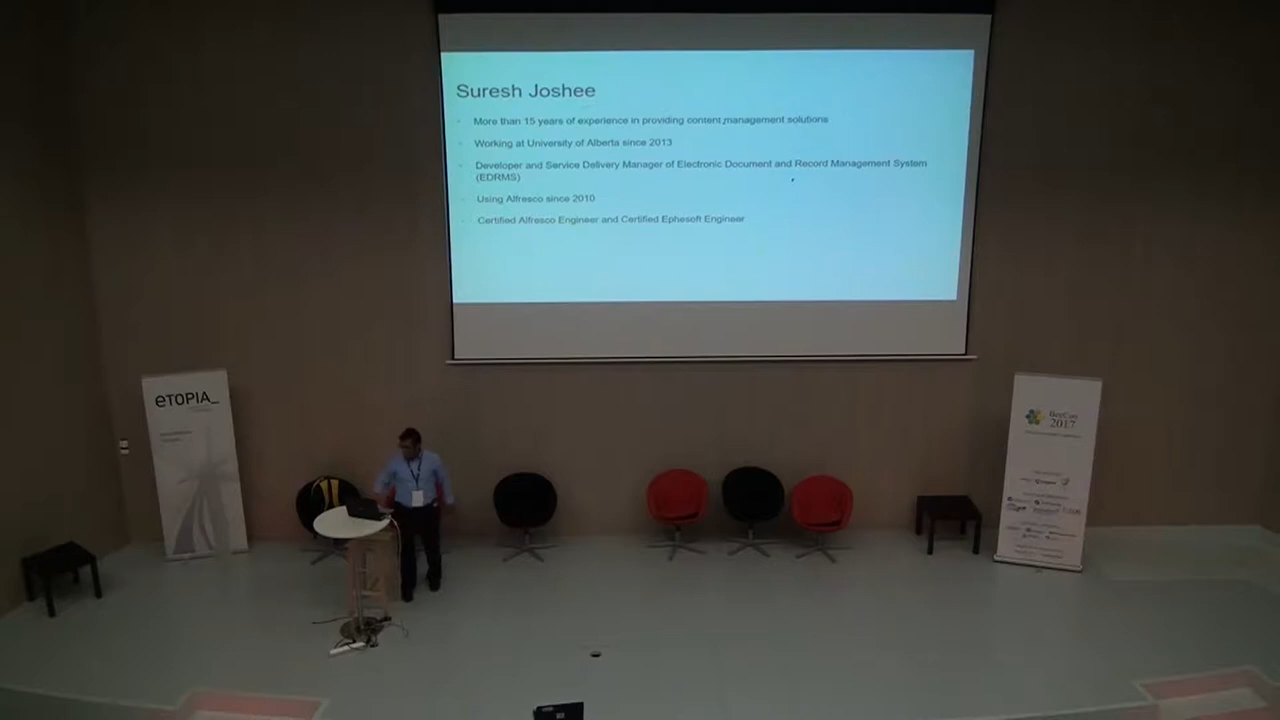 Suresh Joshee
More than 15 years of experience in providing content management solutions
Working at University of Alberta since 2013
Developer and Service Delivery Manager of Electronic Document and Record Management System
(EDRMS)
Using Alfresco since 2010
Certified Alfresco Engineer and Certified Ephesoft Engineer
eTOPIA_
BeeCon
2017